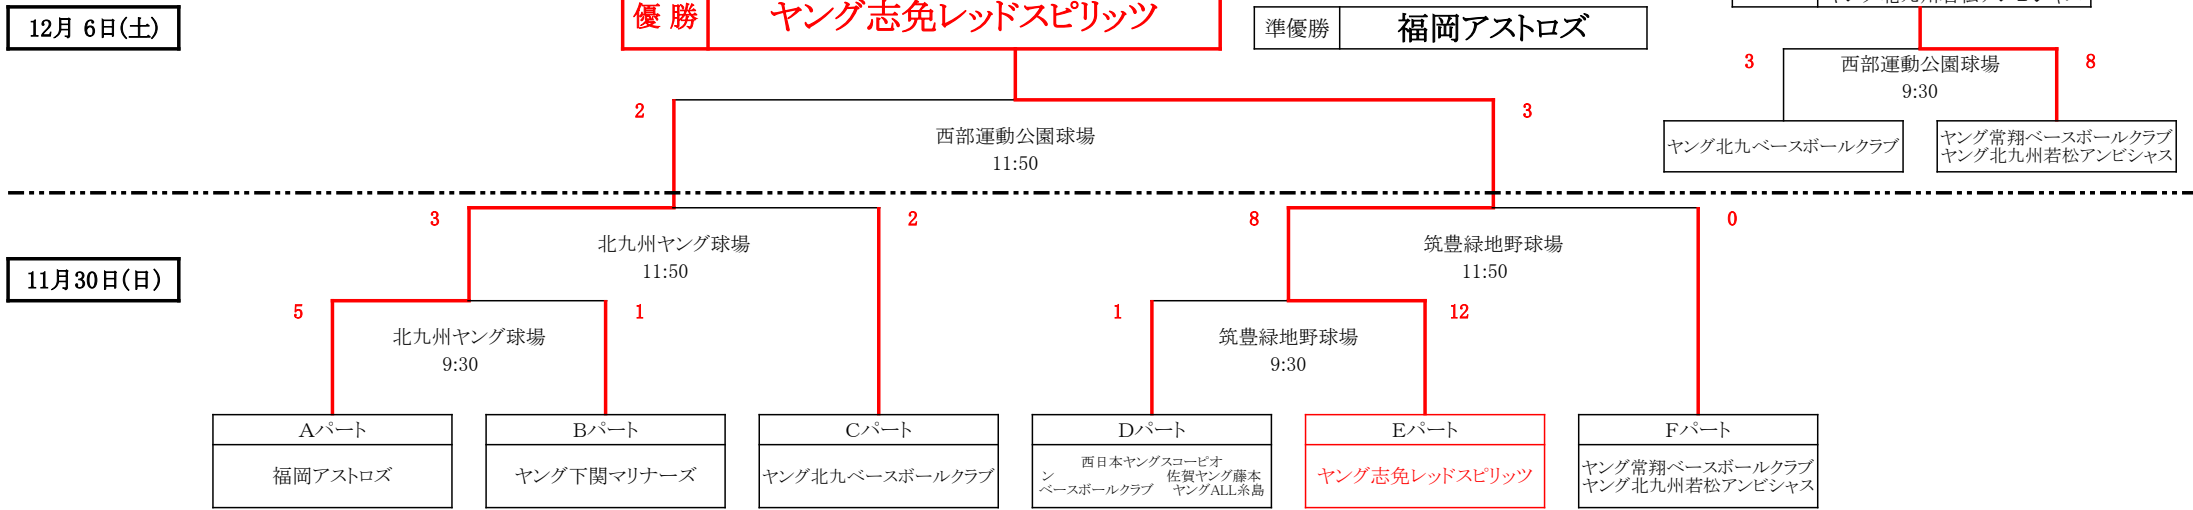 12月 6日(土)
優 勝
ヤング志免レッドスピリッツ
準優勝
福岡アストロズ
3
西部運動公園球場
9:30
8
2
西部運動公園球場
11:50
3
ヤング北九ベースボールクラブ
ヤング常翔ベースボールクラブ
ヤング北九州若松アンビシャス
3
北九州ヤング球場
11:50
2
8
筑豊緑地野球場
11:50
0
11月30日(日)
5
北九州ヤング球場
9:30
1
1
筑豊緑地野球場
9:30
12
Aパート
福岡アストロズ
Bパート
ヤング下関マリナーズ
Cパート
ヤング北九ベースボールクラブ
Dパート
西日本ヤングスコーピオ
ン 佐賀ヤング藤本
ベースボールクラブ ヤングALL糸島
Eパート
ヤング志免レッドスピリッツ
Fパート
ヤング常翔ベースボールクラブ
ヤング北九州若松アンビシャス